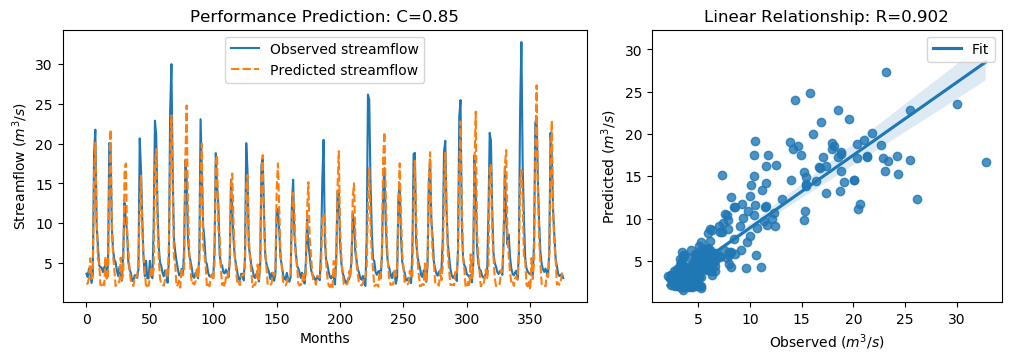 Performance Prediction: C=0.85
Observed streamflow
Predicted streamflow
Streamflow (m³/s)
30
25
20
15
10
5
0
50
100
150
200
250
300
350
Months
Linear Relationship: R=0.902
Fit
Predicted (m³/s)
30
25
20
15
10
5
5
10
15
20
25
30
Observed (m³/s)